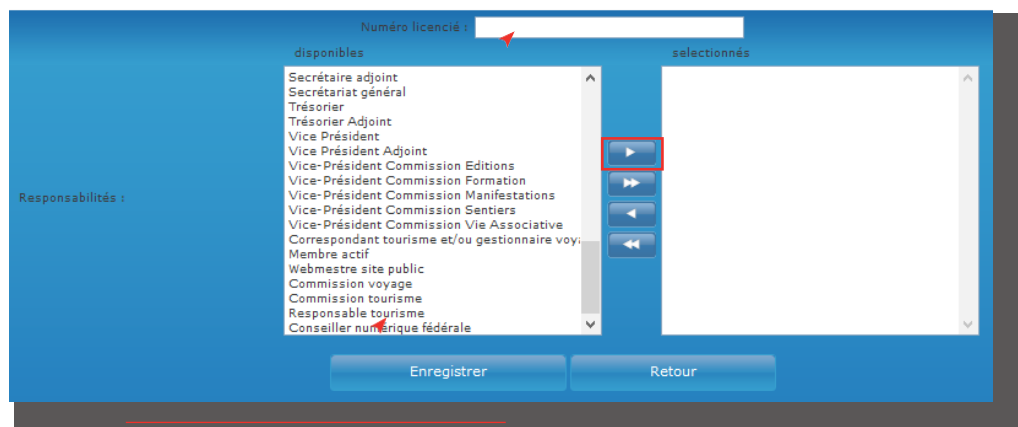 Numéro licencié :
disponibles
selectionnés
Secrétaire adjoint
Secrétariat général
Trésorier
Trésorier Adjoint
Vice Président
Vice Président Adjoint
Vice-Président Commission Editions
Vice-Président Commission Formation
Vice-Président Commission Manifestations
Responsabilités :
Vice-Président Commission Sentiers
Vice-Président Commission Vie Associative
Correspondant tourisme et/ou gestionnaire voya
Membre actif
Webmestre site public
Commission voyage
Commission tourisme
Responsable tourisme
Conseiller numérique fédérale
Enregistrer
Retour